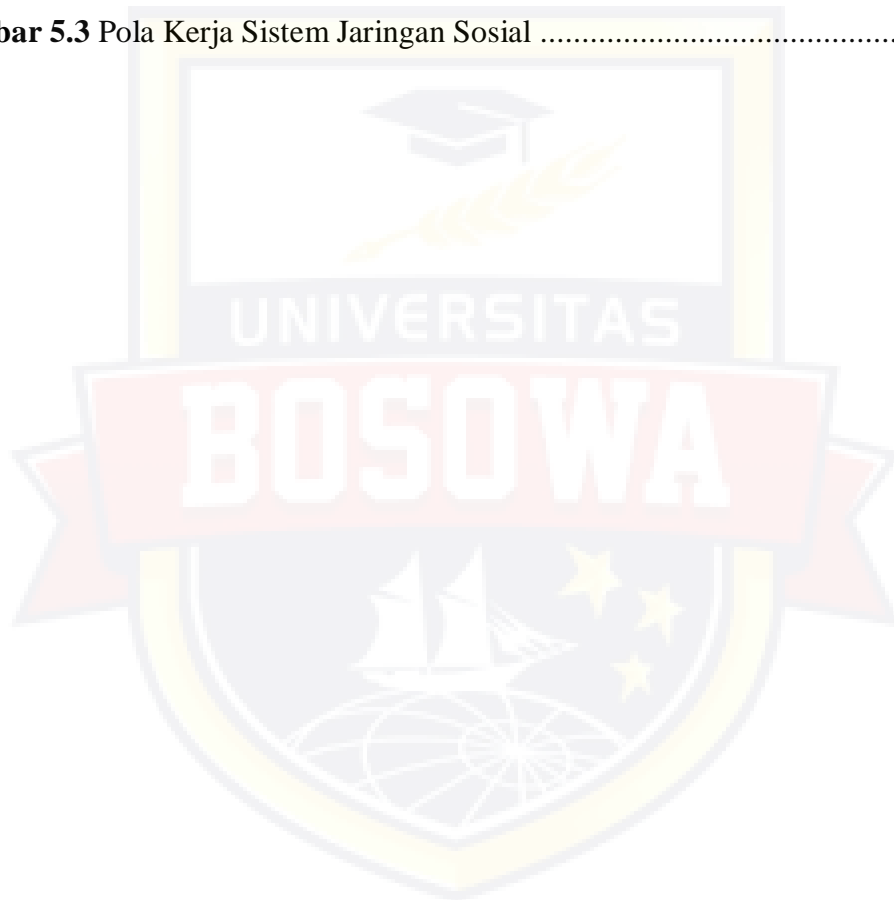 bar 5.3 Pola Kerja Sistem Jaringan Sosial ..........................................
UNIVERSITAS
BOSOWA